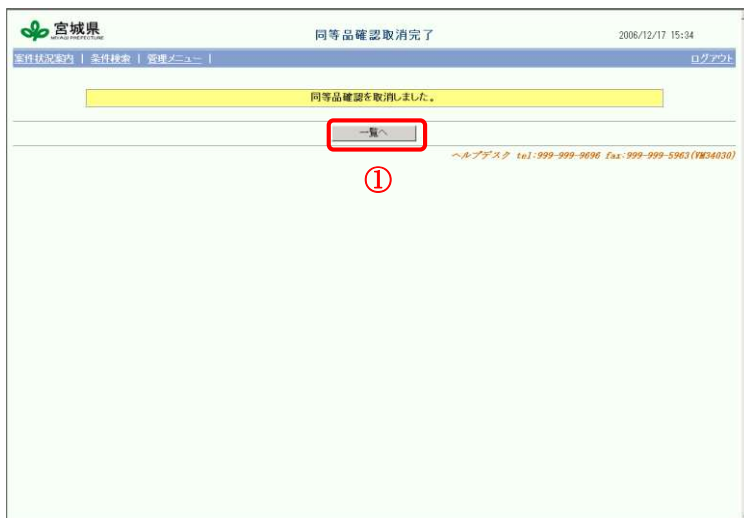 宮城県
MIYAGI PREFECTURE
同等品確認取消完了
2006/12/17 15:34
案件状況案内 | 条件検索 | 管理メニュー |
ログアウト
同等品確認を取消しました。
一覧へ
ヘルプデスク tel:999-999-9696 fax:999-999-5963(VM34030)
①